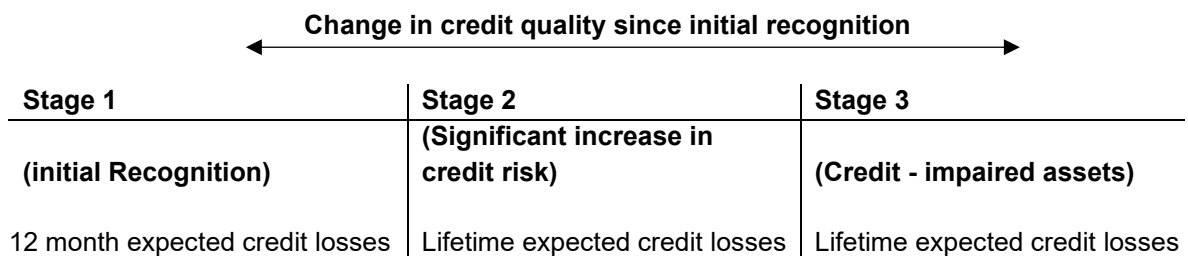 Change in credit quality since initial recognition
Stage 1
Stage 2
Stage 3
(initial Recognition)
(Significant increase in
credit risk)
(Credit - impaired assets)
12 month expected credit losses
Lifetime expected credit losses
Lifetime expected credit losses